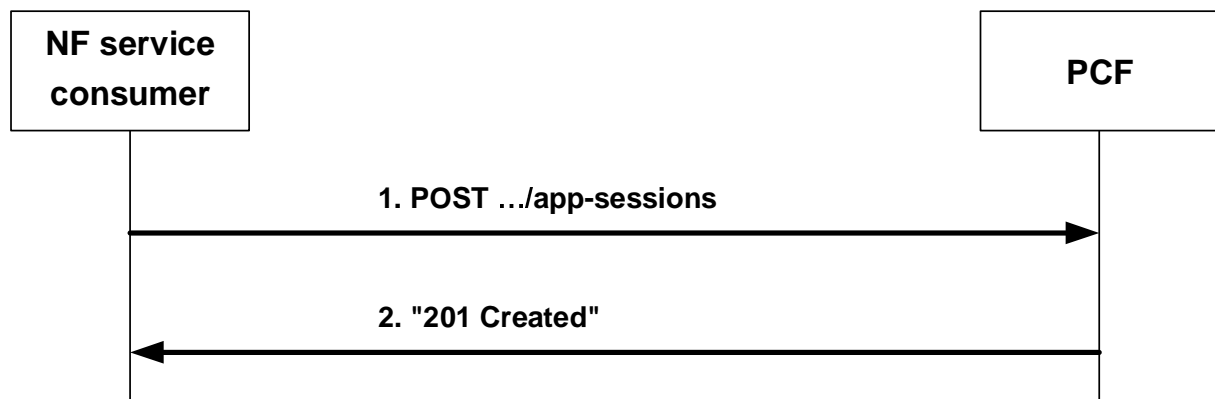 NF service
consumer
PCF
1. POST …/app-sessions
2. "201 Created"